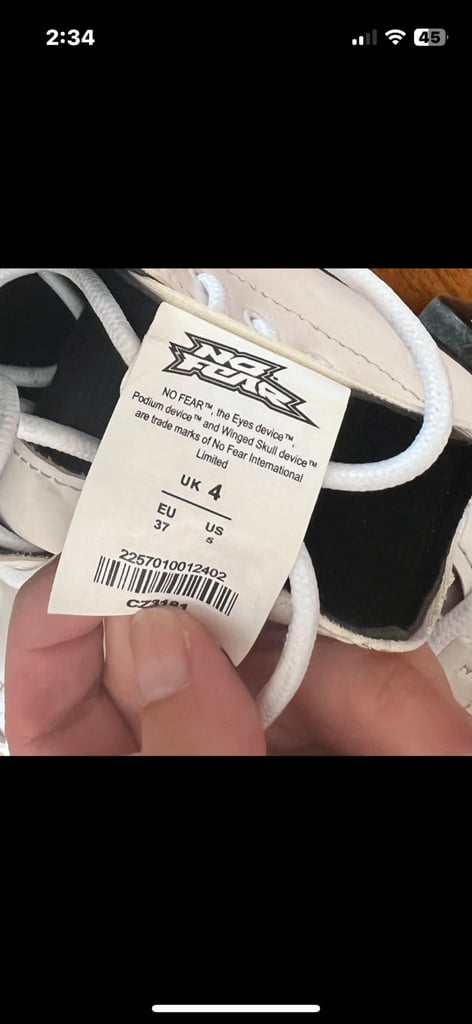 2:34
45
NO
FEAR
NO FEAR™, the Eyes device™,
Podium device™ and Winged Skull device™
are trade marks of No Fear International
Limited
UK 4
EU US
37 5
2257010012402
CZ3181